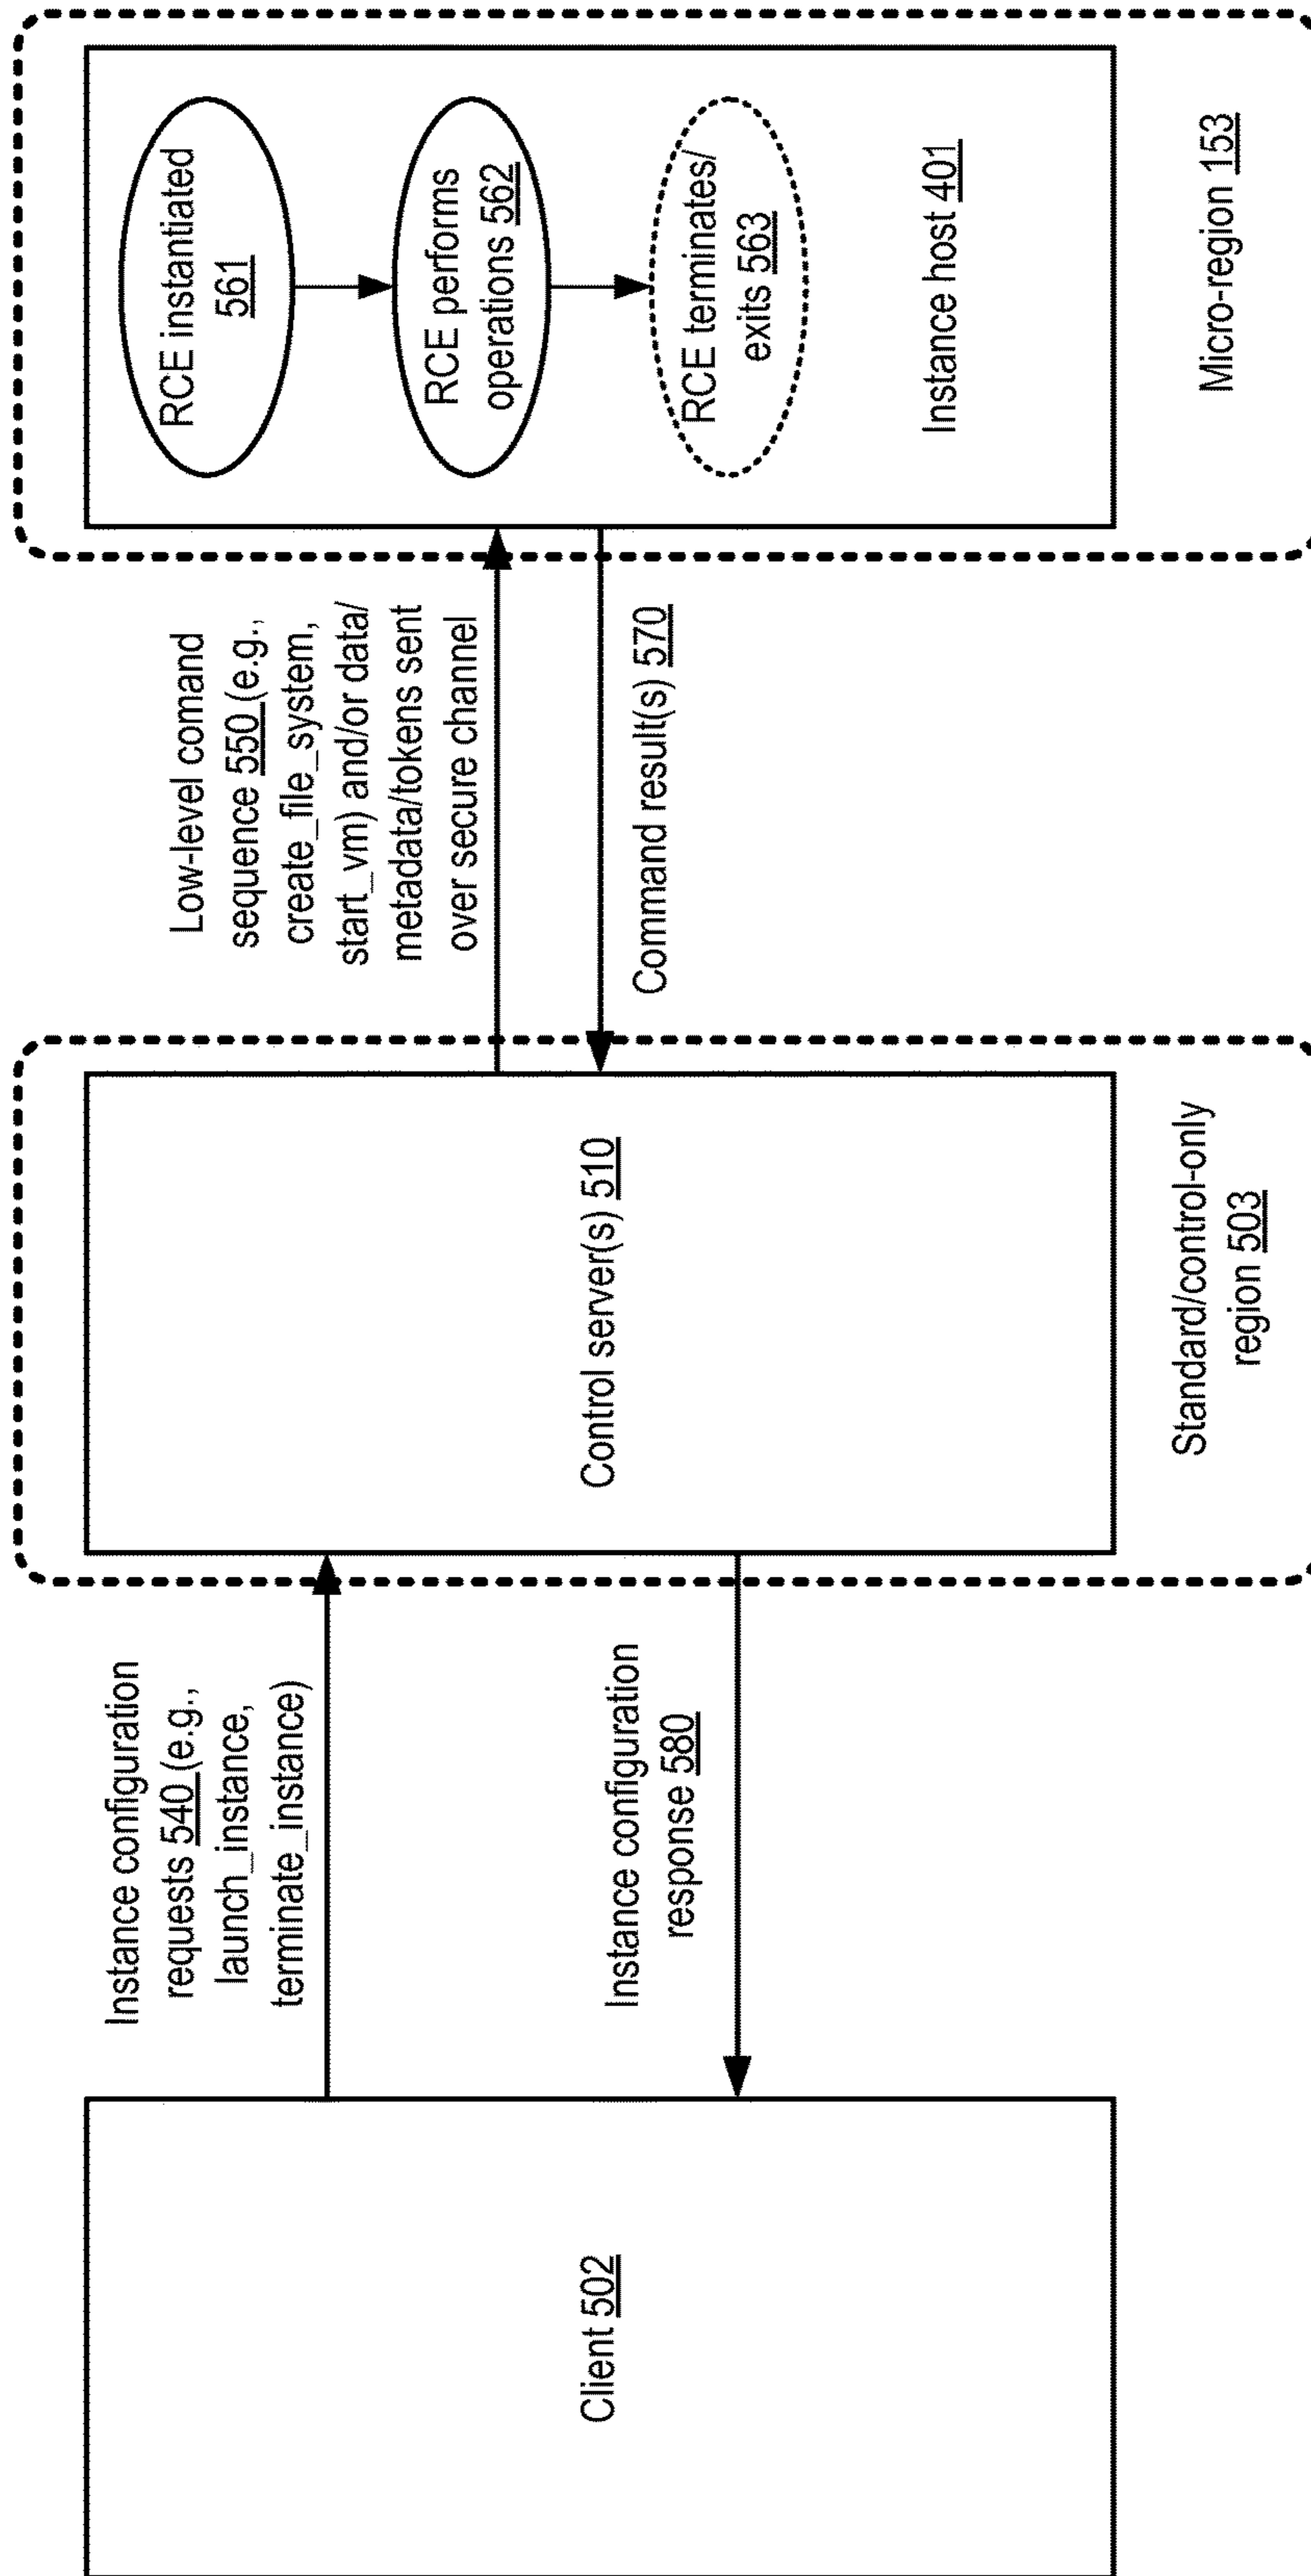 Client 502
Instance configuration
requests 540 (e.g.,
launch_instance,
terminate_instance)
Instance configuration
response 580
Control server(s) 510
Standard/control-only
region 503
Low-level comand
sequence 550 (e.g.,
create_file_system,
start_vm) and/or data/
metadata/tokens sent
over secure channel
Command result(s) 570
RCE instantiated
561
RCE performs
operations 562
RCE terminates/
exits 563
Instance host 401
Micro-region 153